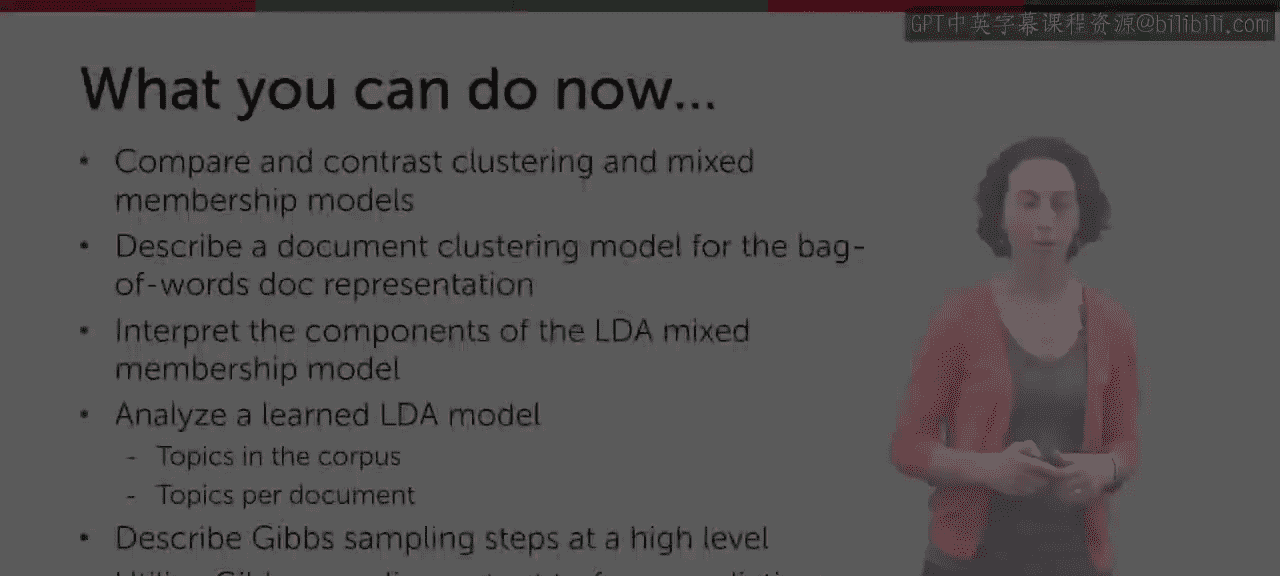 GPT中英字幕课程资源@bilibili.com
What you can do now...
• Compare and contrast clustering and mixed
membership models
• Describe a document clustering model for the bag-
of-words doc representation
• Interpret the components of the LDA mixed
membership model
• Analyze a learned LDA model
- Topics in the corpus
- Topics per document
• Describe Gibbs sampling steps at a high level